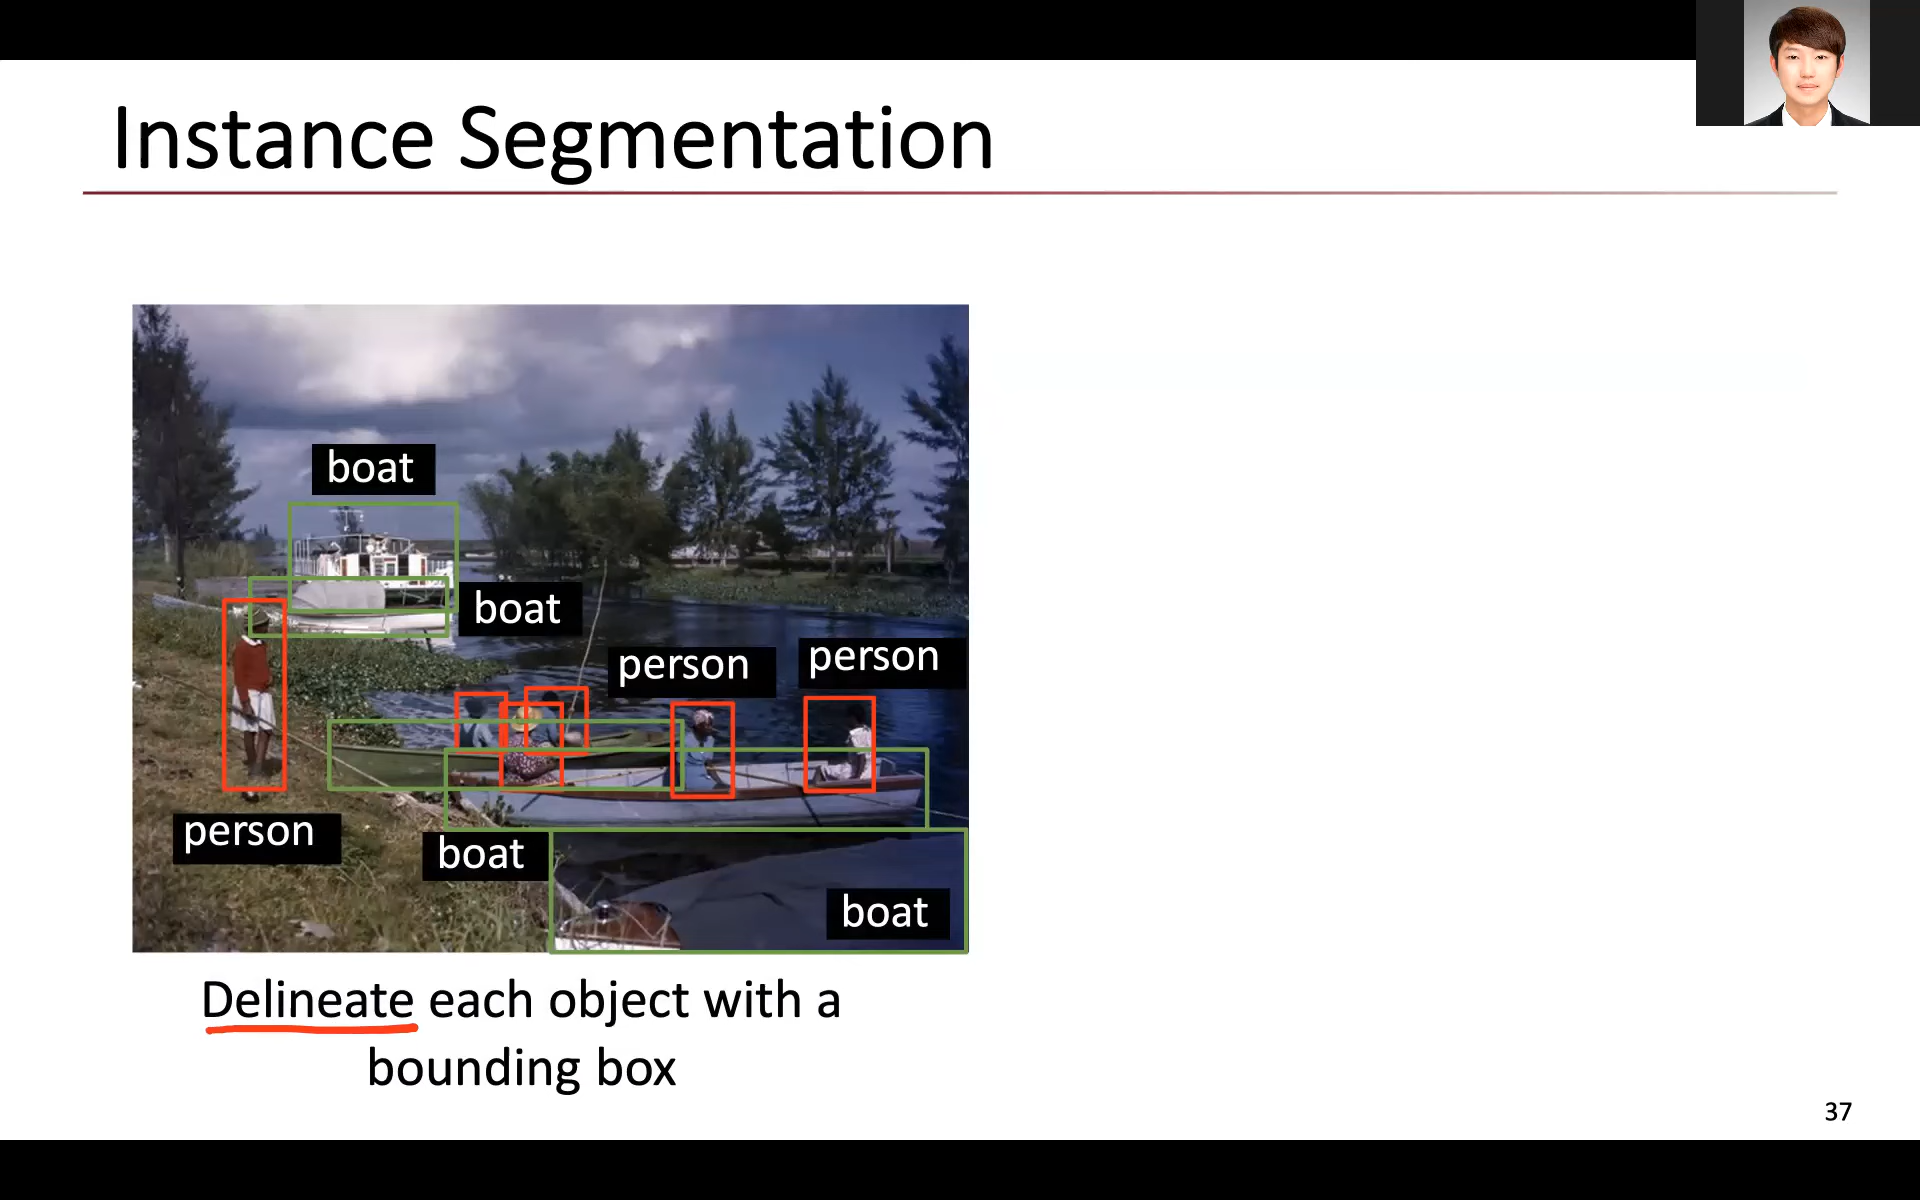 Instance Segmentation
boat
boat
person
person
person
boat
boat
Delineate each object with a
bounding box
37